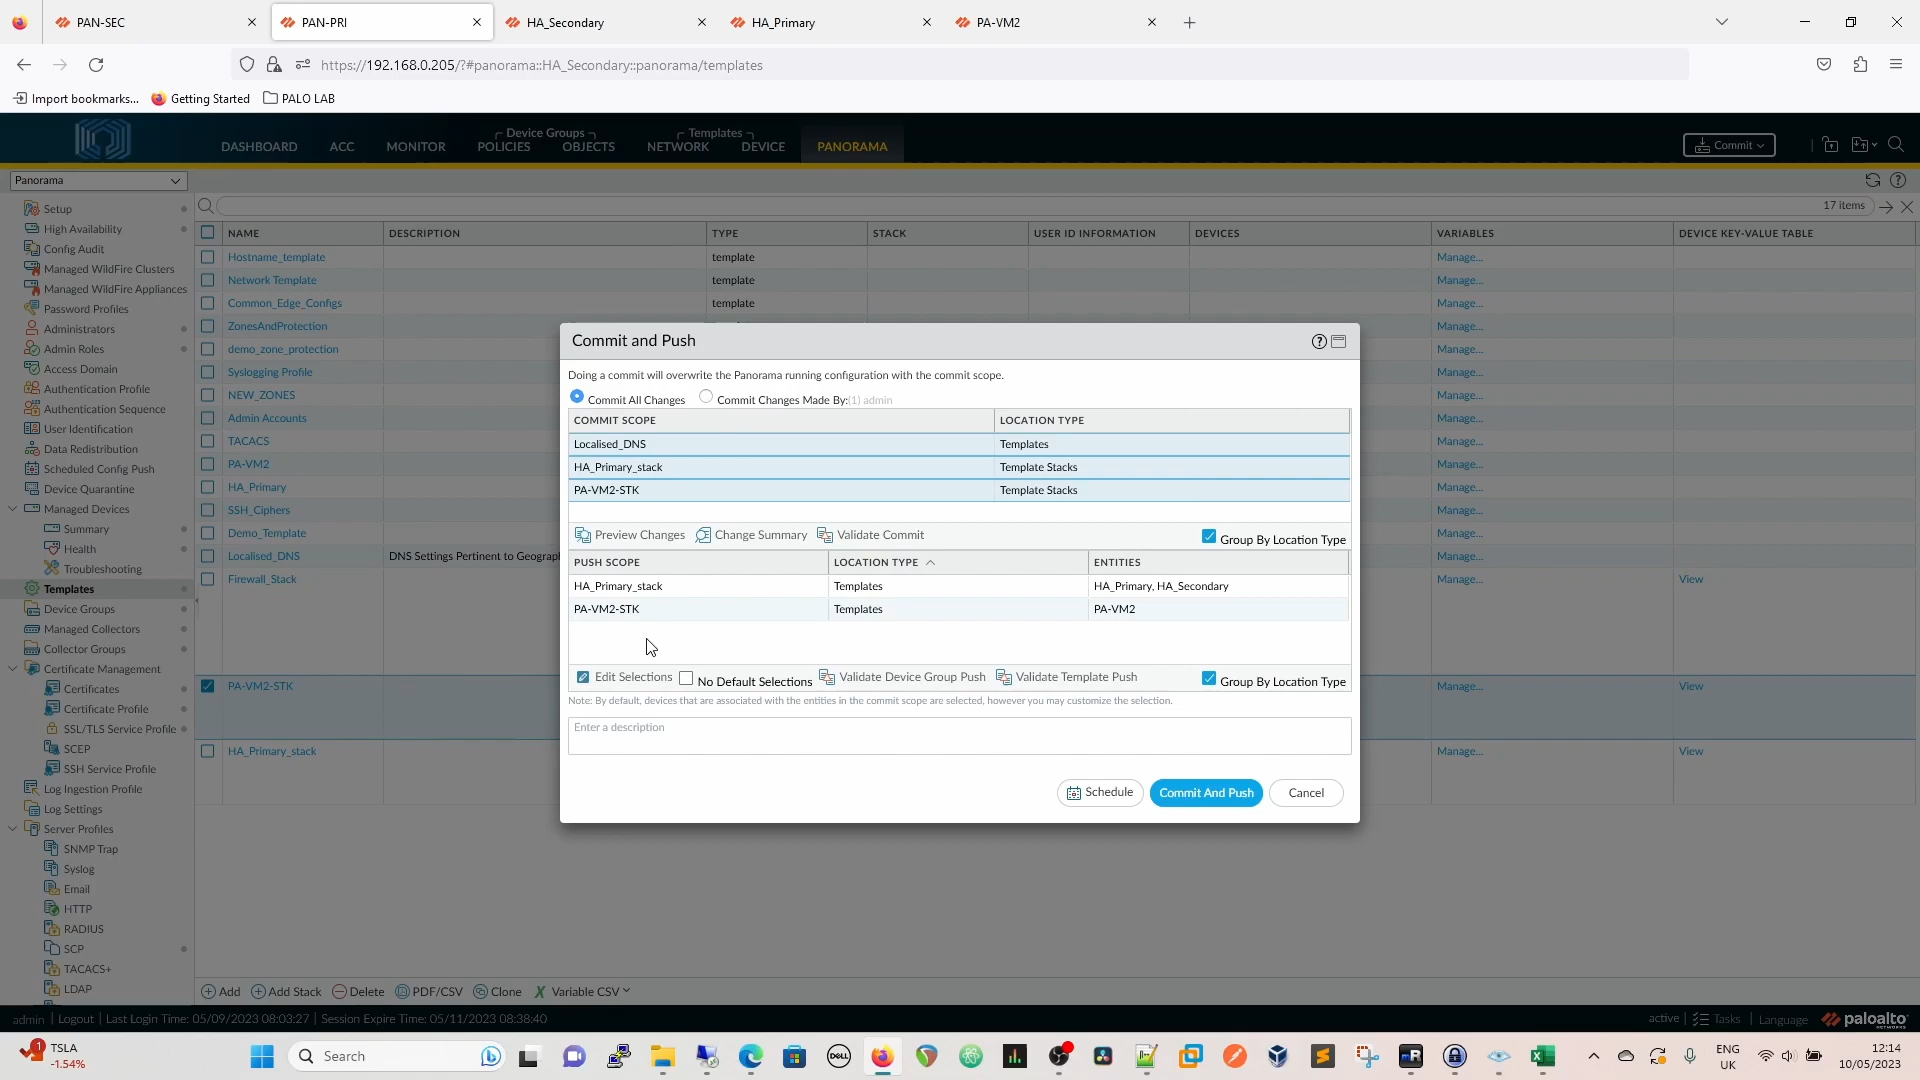 PAN-SEC
PAN-PRI
HA_Secondary
HA_Primary
PA-VM2
https://192.168.0.205/?#panorama::HA_Secondary::panorama/templates
Import bookmarks...
Getting Started
PALO LAB
Device Groups
Templates
DASHBOARD
ACC
MONITOR
POLICIES
OBJECTS
NETWORK
DEVICE
PANORAMA
Commit
Panorama
17 items
Setup
High Availability
Config Audit
Managed WildFire Clusters
Managed WildFire Appliances
Password Profiles
Administrators
Admin Roles
Access Domain
Authentication Profile
Authentication Sequence
User Identification
Data Redistribution
Scheduled Config Push
Device Quarantine
Managed Devices
Summary
Health
Troubleshooting
Templates
Device Groups
Managed Collectors
Collector Groups
Certificate Management
Certificates
Certificate Profile
SSL/TLS Service Profile
SCEP
SSH Service Profile
Log Ingestion Profile
Log Settings
Server Profiles
SNMP Trap
Syslog
Email
HTTP
RADIUS
SCP
TACACS+
LDAP
NAME DESCRIPTION TYPE STACK USER ID INFORMATION DEVICES VARIABLES DEVICE KEY-VALUE TABLE
Hostname_template template Manage...
Network Template template Manage...
Common_Edge_Configs template Manage...
ZonesAndProtection Manage...
demo_zone_protection Manage...
Syslogging Profile Manage...
NEW_ZONES Manage...
Admin Accounts Manage...
TACACS Manage...
PA-VM2 Manage...
HA_Primary Manage...
SSH_Ciphers Manage...
Demo_Template Manage...
Localised_DNS DNS Settings Pertinent to Geograp Manage...
Firewall_Stack Manage... View
PA-VM2-STK Manage... View
HA_Primary_stack Manage... View
Commit and Push
Doing a commit will overwrite the Panorama running configuration with the commit scope.
Commit All Changes Commit Changes Made By:(1) admin
COMMIT SCOPE LOCATION TYPE
Localised_DNS Templates
HA_Primary_stack Template Stacks
PA-VM2-STK Template Stacks
Preview Changes Change Summary Validate Commit Group By Location Type
PUSH SCOPE LOCATION TYPE ENTITIES
HA_Primary_stack Templates HA_Primary, HA_Secondary
PA-VM2-STK Templates PA-VM2
Edit Selections No Default Selections Validate Device Group Push Validate Template Push Group By Location Type
Note: By default, devices that are associated with the entities in the commit scope are selected, however you may customize the selection.
Enter a description
Schedule Commit And Push Cancel
Add Add Stack Delete PDF/CSV Clone Variable CSV
admin | Logout | Last Login Time: 05/09/2023 08:03:27 | Session Expire Time: 05/11/2023 08:38:40
active | Tasks | Language paloalto
NETWORKS
1
TSLA
-1.54%
Search
DELL
ENG
UK
12:14
10/05/2023